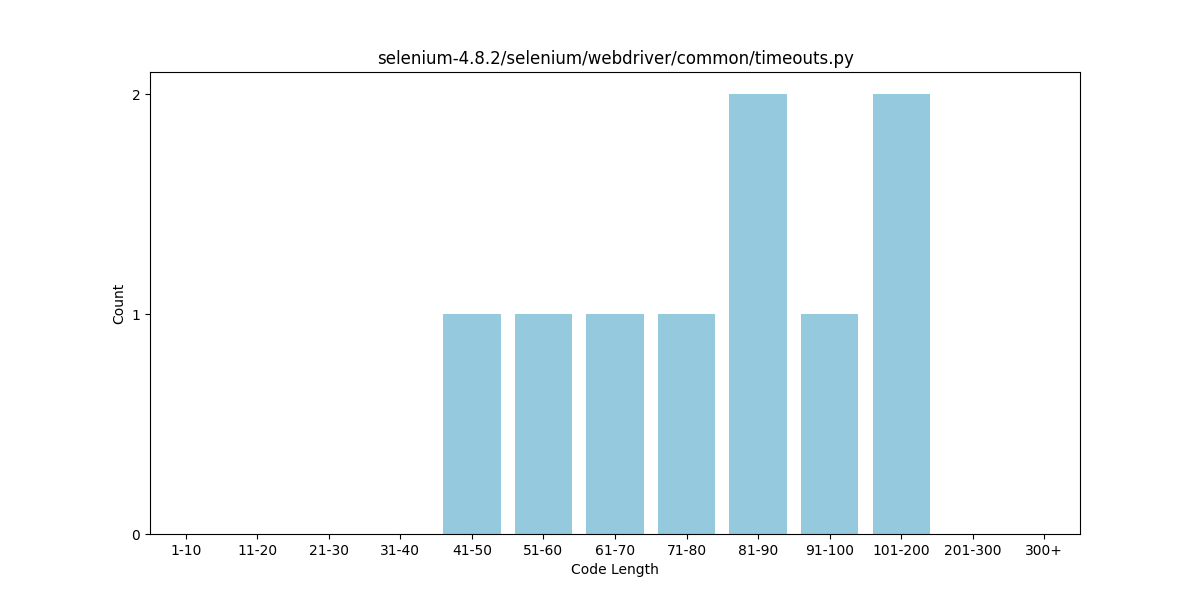 selenium-4.8.2/selenium/webdriver/common/timeouts.py
2
1
0
Count
1-10 11-20 21-30 31-40 41-50 51-60 61-70 71-80 81-90 91-100 101-200 201-300 300+
Code Length